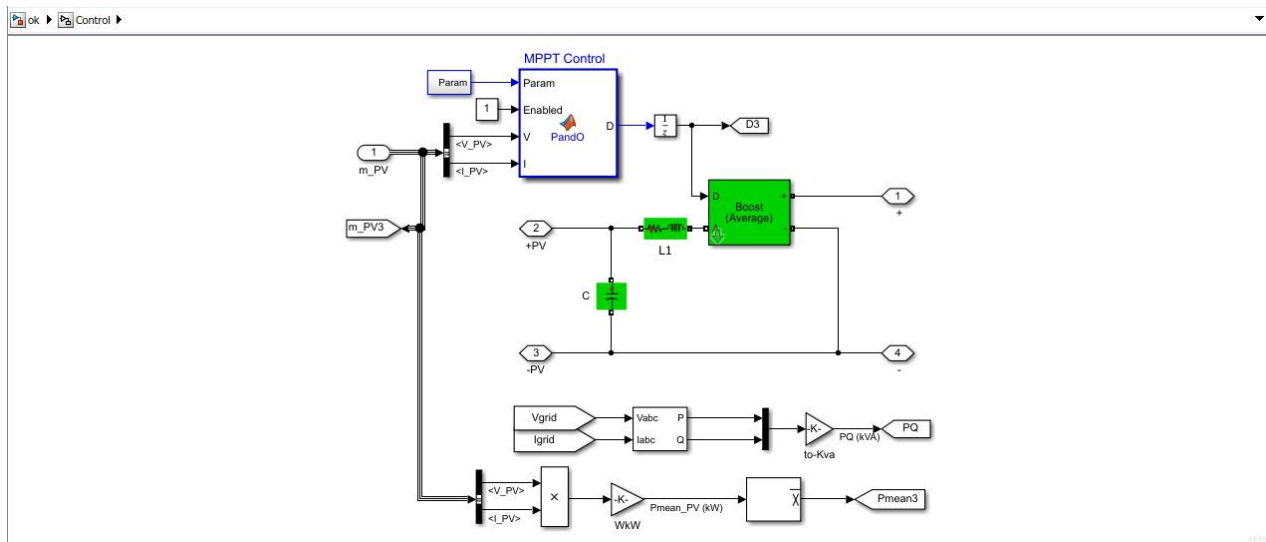 ok Control
MPPT Control
Param
Param
1
Enabled
V
I
D
PandO
1
z
D3
<V_PV>
<I_PV>
1
m_PV
m_PV3
D
Boost
(Average)
+
-
1
+
2
+PV
L1
C
3
-PV
4
-
Vgrid
Igrid
Vabc
Iabc
P
Q
-K-
to-Kva
PQ (kVA)
PQ
<V_PV>
<I_PV>
×
-K-
WkW
Pmean_PV (kW)
X
Pmean3